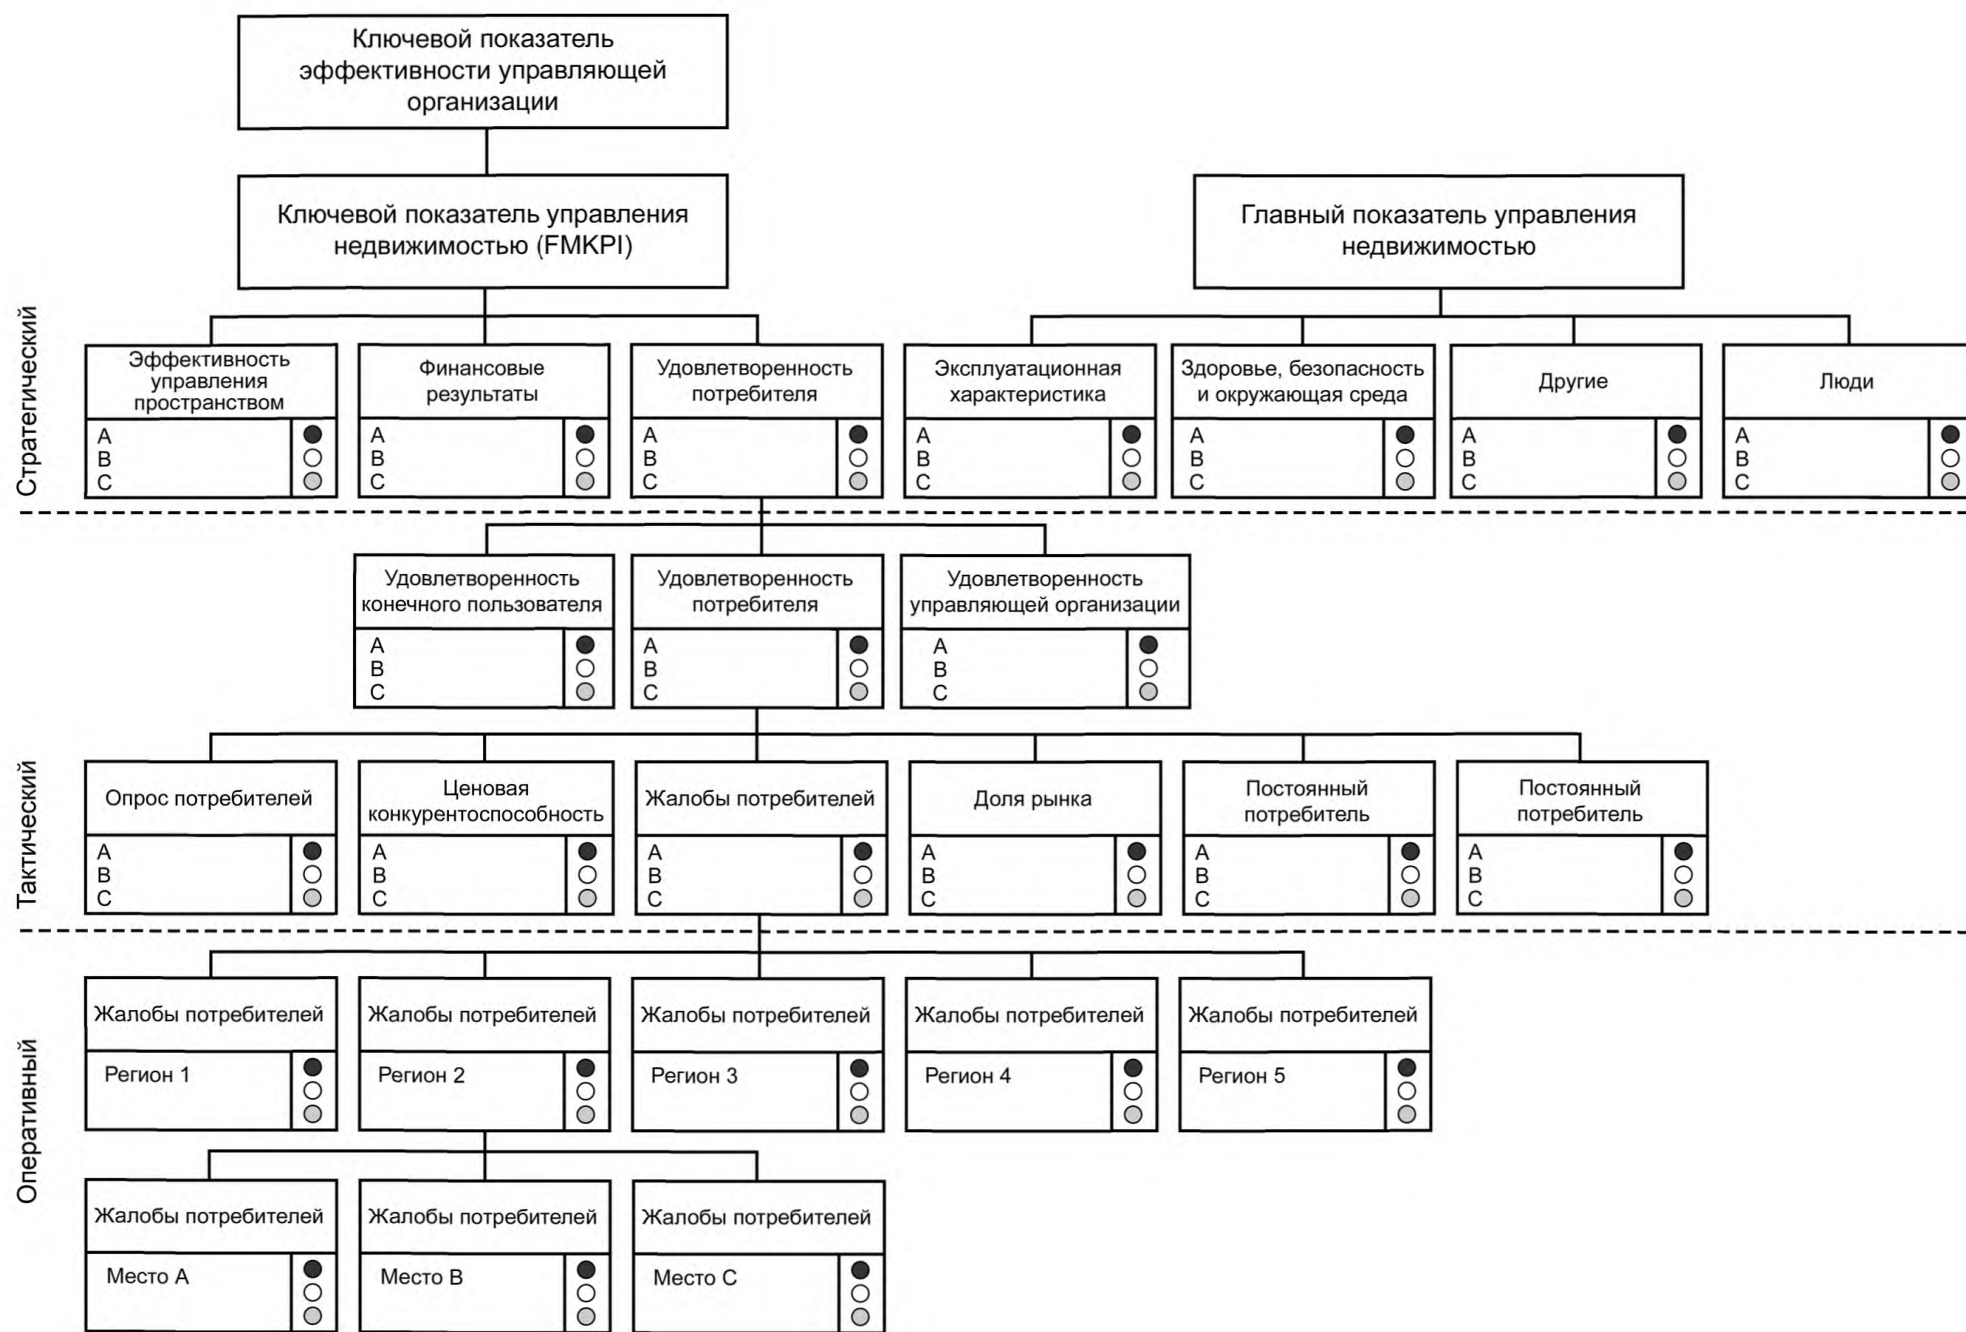 Ключевой показатель
эффективности управляющей
организации
Ключевой показатель управления
недвижимостью (FMKPI)
Главный показатель управления
недвижимостью
Стратегический
Эффективность
управления
пространством
A
B
C
Финансовые
результаты
A
B
C
Удовлетворенность
потребителя
A
B
C
Эксплуатационная
характеристика
A
B
C
Здоровье, безопасность
и окружающая среда
A
B
C
Другие
A
B
C
Люди
A
B
C
Удовлетворенность
конечного пользователя
A
B
C
Удовлетворенность
потребителя
A
B
C
Удовлетворенность
управляющей организации
A
B
C
Тактический
Опрос потребителей
A
B
C
Ценовая
конкурентоспособность
A
B
C
Жалобы потребителей
A
B
C
Доля рынка
A
B
C
Постоянный
потребитель
A
B
C
Постоянный
потребитель
A
B
C
Оперативный
Жалобы потребителей
Регион 1
Жалобы потребителей
Регион 2
Жалобы потребителей
Регион 3
Жалобы потребителей
Регион 4
Жалобы потребителей
Регион 5
Жалобы потребителей
Место A
Жалобы потребителей
Место B
Жалобы потребителей
Место C